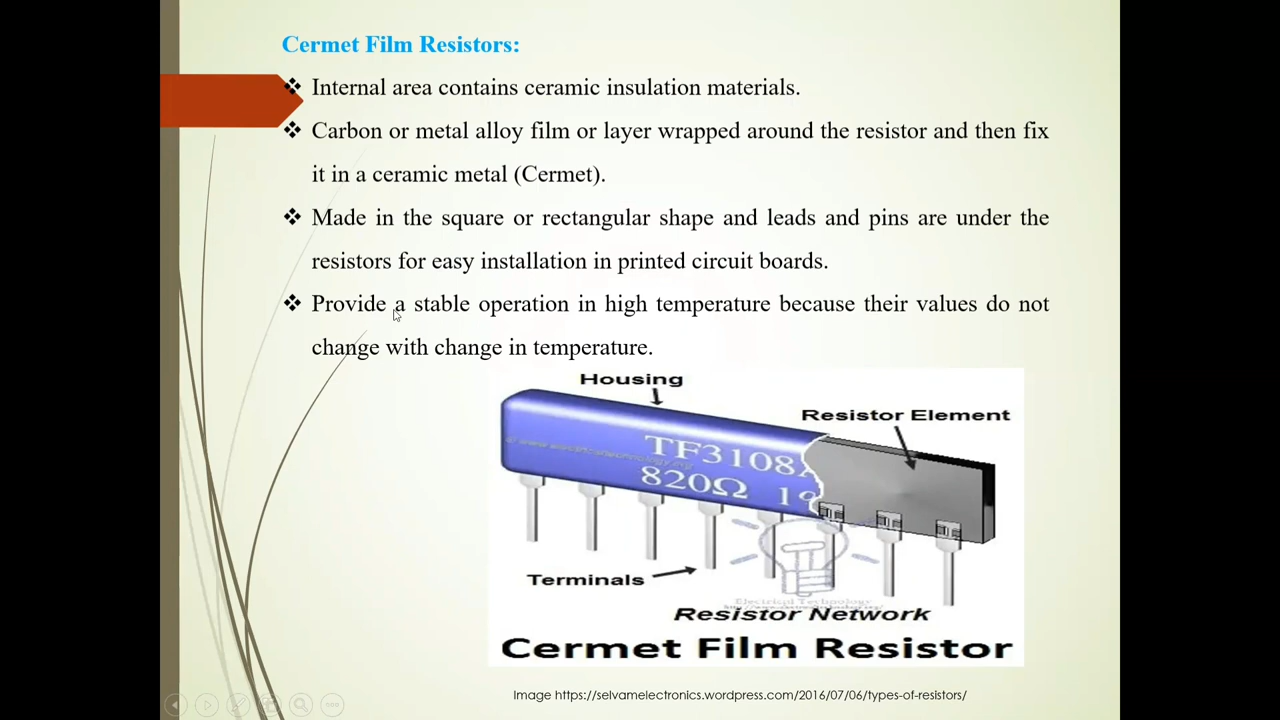 Cermet Film Resistors:
❖ Internal area contains ceramic insulation materials.
❖ Carbon or metal alloy film or layer wrapped around the resistor and then fix
it in a ceramic metal (Cermet).
❖ Made in the square or rectangular shape and leads and pins are under the
resistors for easy installation in printed circuit boards.
❖ Provide a stable operation in high temperature because their values do not
change with change in temperature.
Housing
Resistor Element
TF3108
820Ω 1
Terminals
Electrical Technology
Resistor Network
Cermet Film Resistor
Image https://selvamelectronics.wordpress.com/2016/07/06/types-of-resistors/